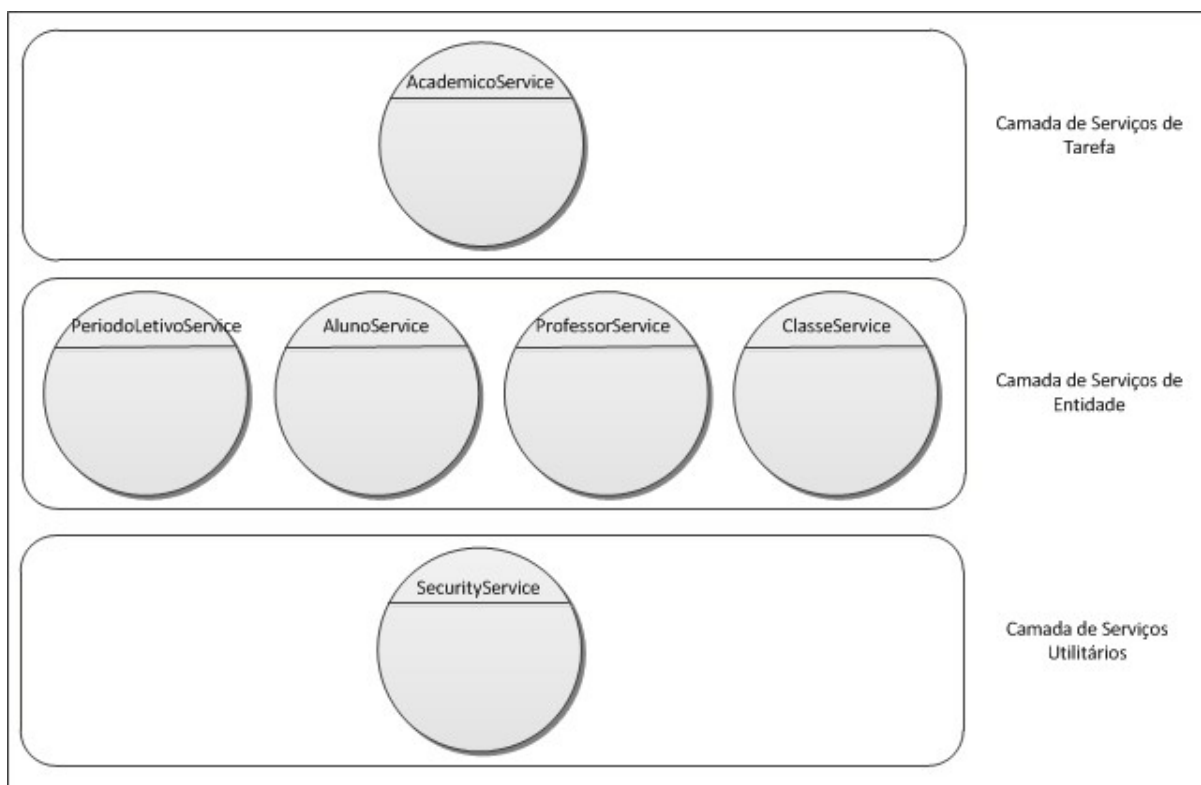 AcademicoService
Camada de Serviços de
Tarefa
PeriodoLetivoService
AlunoService
ProfessorService
ClasseService
Camada de Serviços de
Entidade
SecurityService
Camada de Serviços
Utilitários